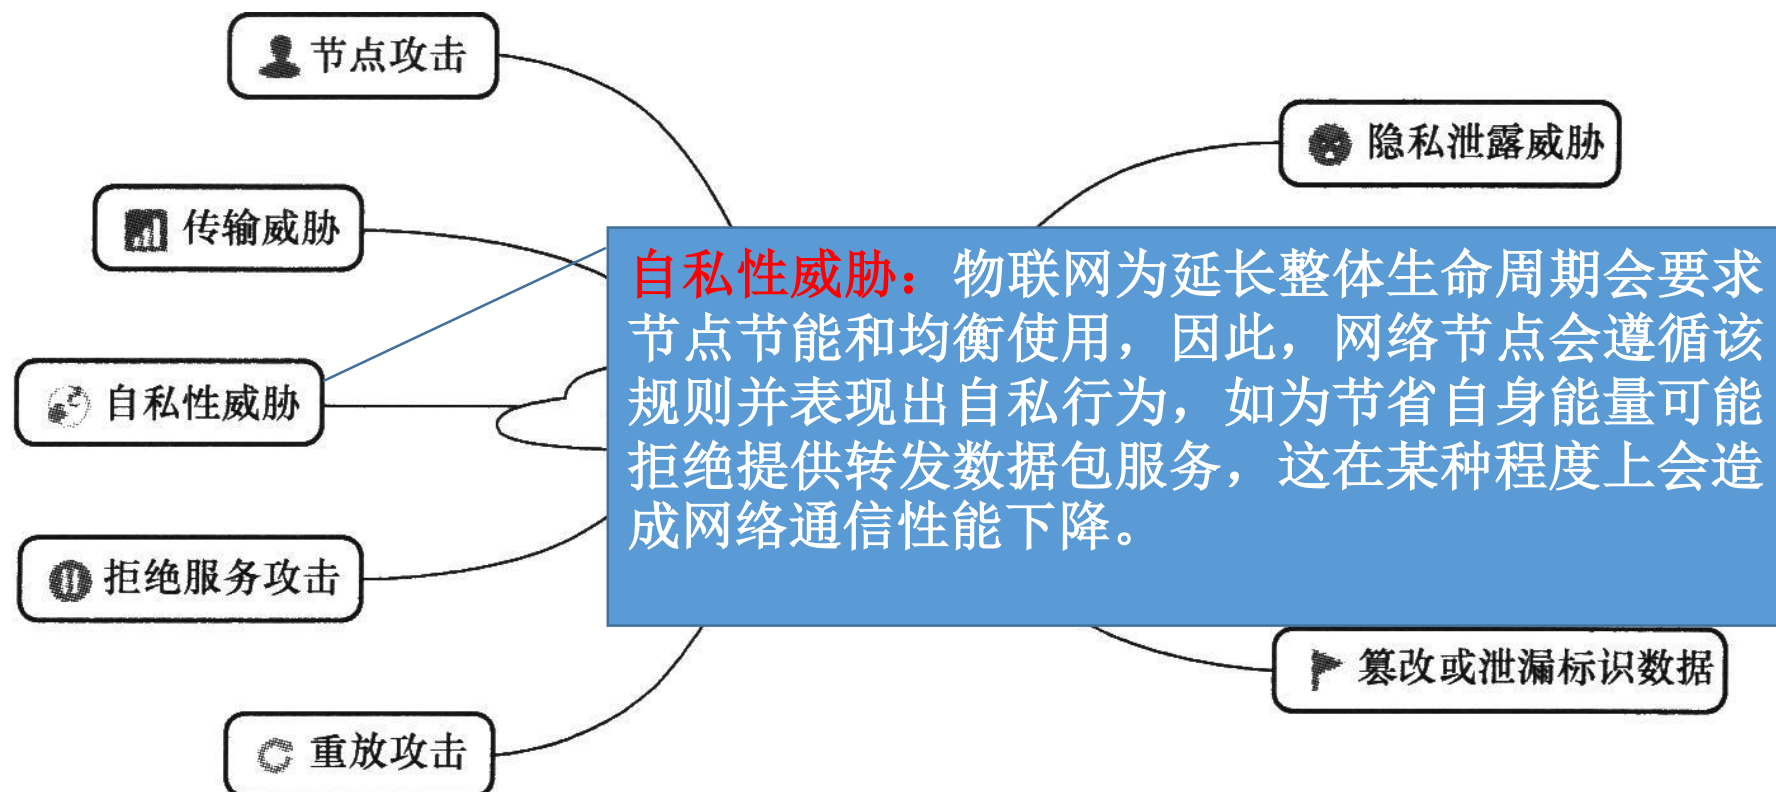 节点攻击
隐私泄露威胁
传输威胁
自私性威胁：物联网为延长整体生命周期会要求
节点节能和均衡使用，因此，网络节点会遵循该
规则并表现出自私行为，如为节省自身能量可能
拒绝提供转发数据包服务，这在某种程度上会造
成网络通信性能下降。
自私性威胁
拒绝服务攻击
篡改或泄漏标识数据
重放攻击